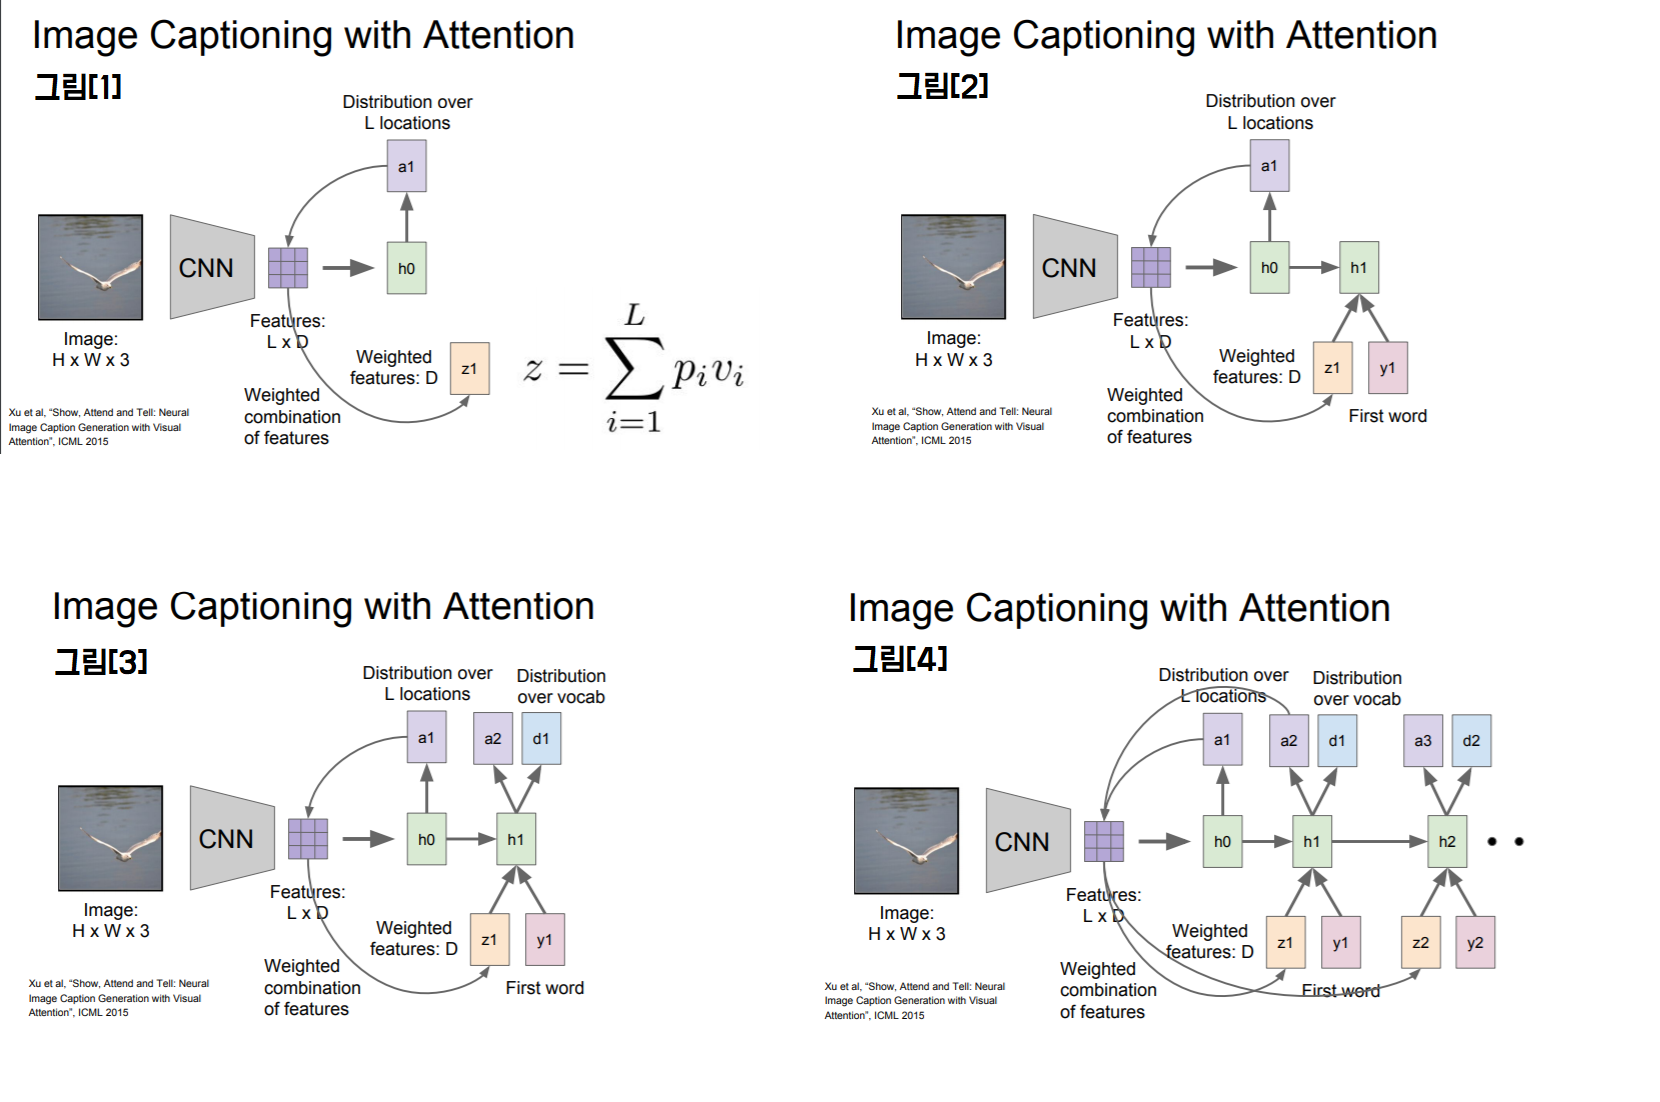 Image Captioning with Attention
그림[1]
Distribution over
L locations
a1
CNN
h0
Features:
L x D
Image:
H x W x 3
Weighted
features: D
z1
Weighted
combination
of features
z = \sum_{i=1}^{L} p_i v_i
Xu et al, “Show, Attend and Tell: Neural
Image Caption Generation with Visual
Attention”, ICML 2015
Image Captioning with Attention
그림[2]
Distribution over
L locations
a1
CNN
h0
h1
Features:
L x D
Image:
H x W x 3
Weighted
features: D
z1
y1
First word
Weighted
combination
of features
Xu et al, “Show, Attend and Tell: Neural
Image Caption Generation with Visual
Attention”, ICML 2015
Image Captioning with Attention
그림[3]
Distribution over
L locations
Distribution
over vocab
a1
a2
d1
CNN
h0
h1
Features:
L x D
Image:
H x W x 3
Weighted
features: D
z1
y1
First word
Weighted
combination
of features
Xu et al, “Show, Attend and Tell: Neural
Image Caption Generation with Visual
Attention”, ICML 2015
Image Captioning with Attention
그림[4]
Distribution over
L locations
Distribution
over vocab
a1
a2
d1
a3
d2
CNN
h0
h1
h2
Features:
L x D
Image:
H x W x 3
Weighted
features: D
z1
y1
z2
y2
First word
Weighted
combination
of features
Xu et al, “Show, Attend and Tell: Neural
Image Caption Generation with Visual
Attention”, ICML 2015